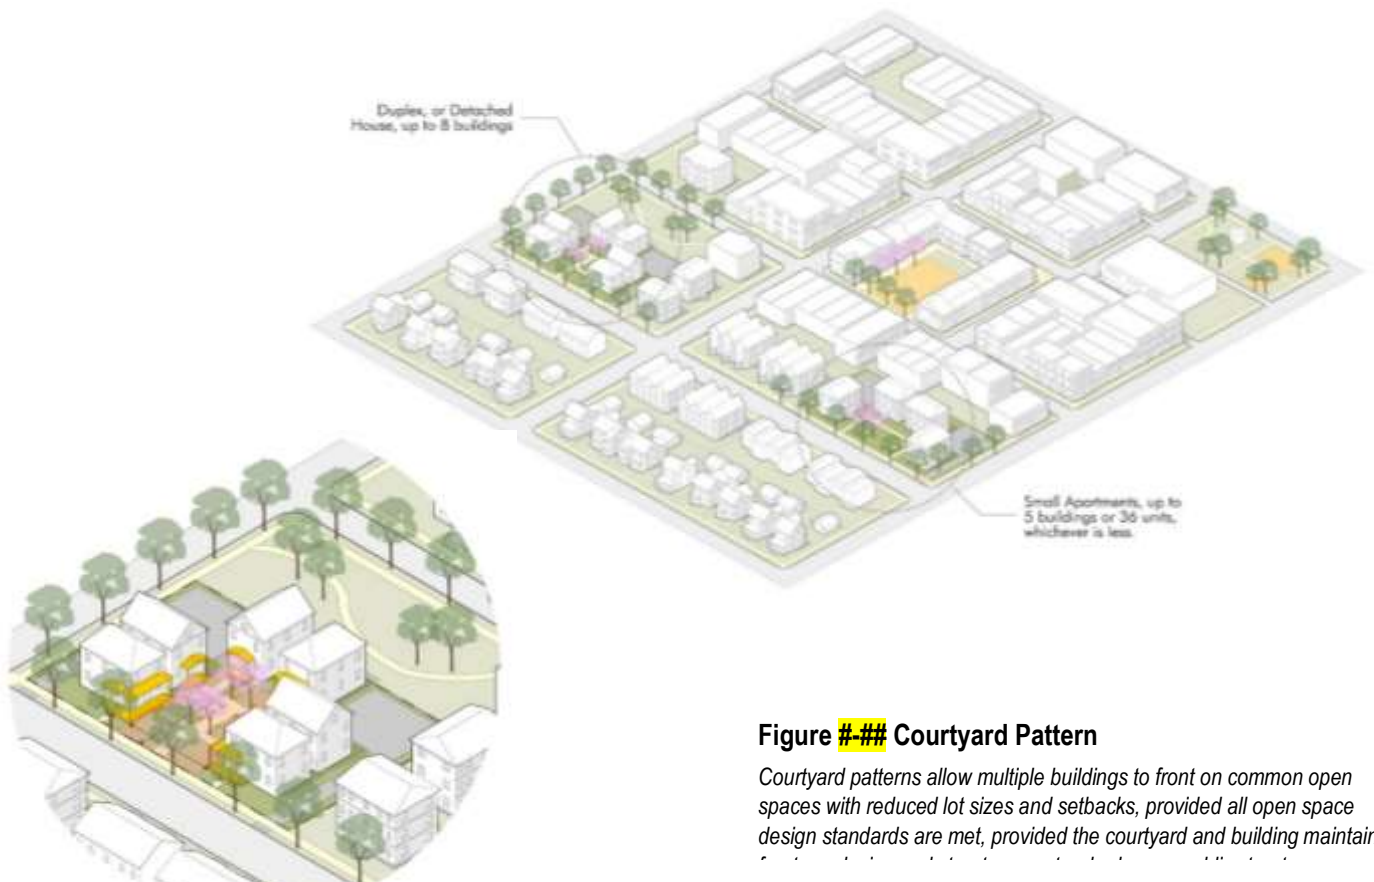 Duplex, or Detached
House, up to 8 buildings
Small Apartments, up to
5 buildings or 36 units,
whichever is less.
Figure #-## Courtyard Pattern
Courtyard patterns allow multiple buildings to front on common open
spaces with reduced lot sizes and setbacks, provided all open space
design standards are met, provided the courtyard and building maintain